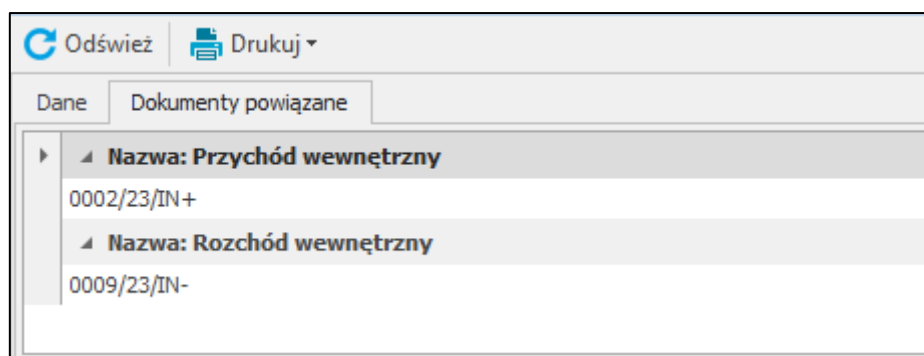 Odśwież Drukuj
Dane Dokumenty powiązane
Nazwa: Przychód wewnętrzny
0002/23/IN+
Nazwa: Rozchód wewnętrzny
0009/23/IN-